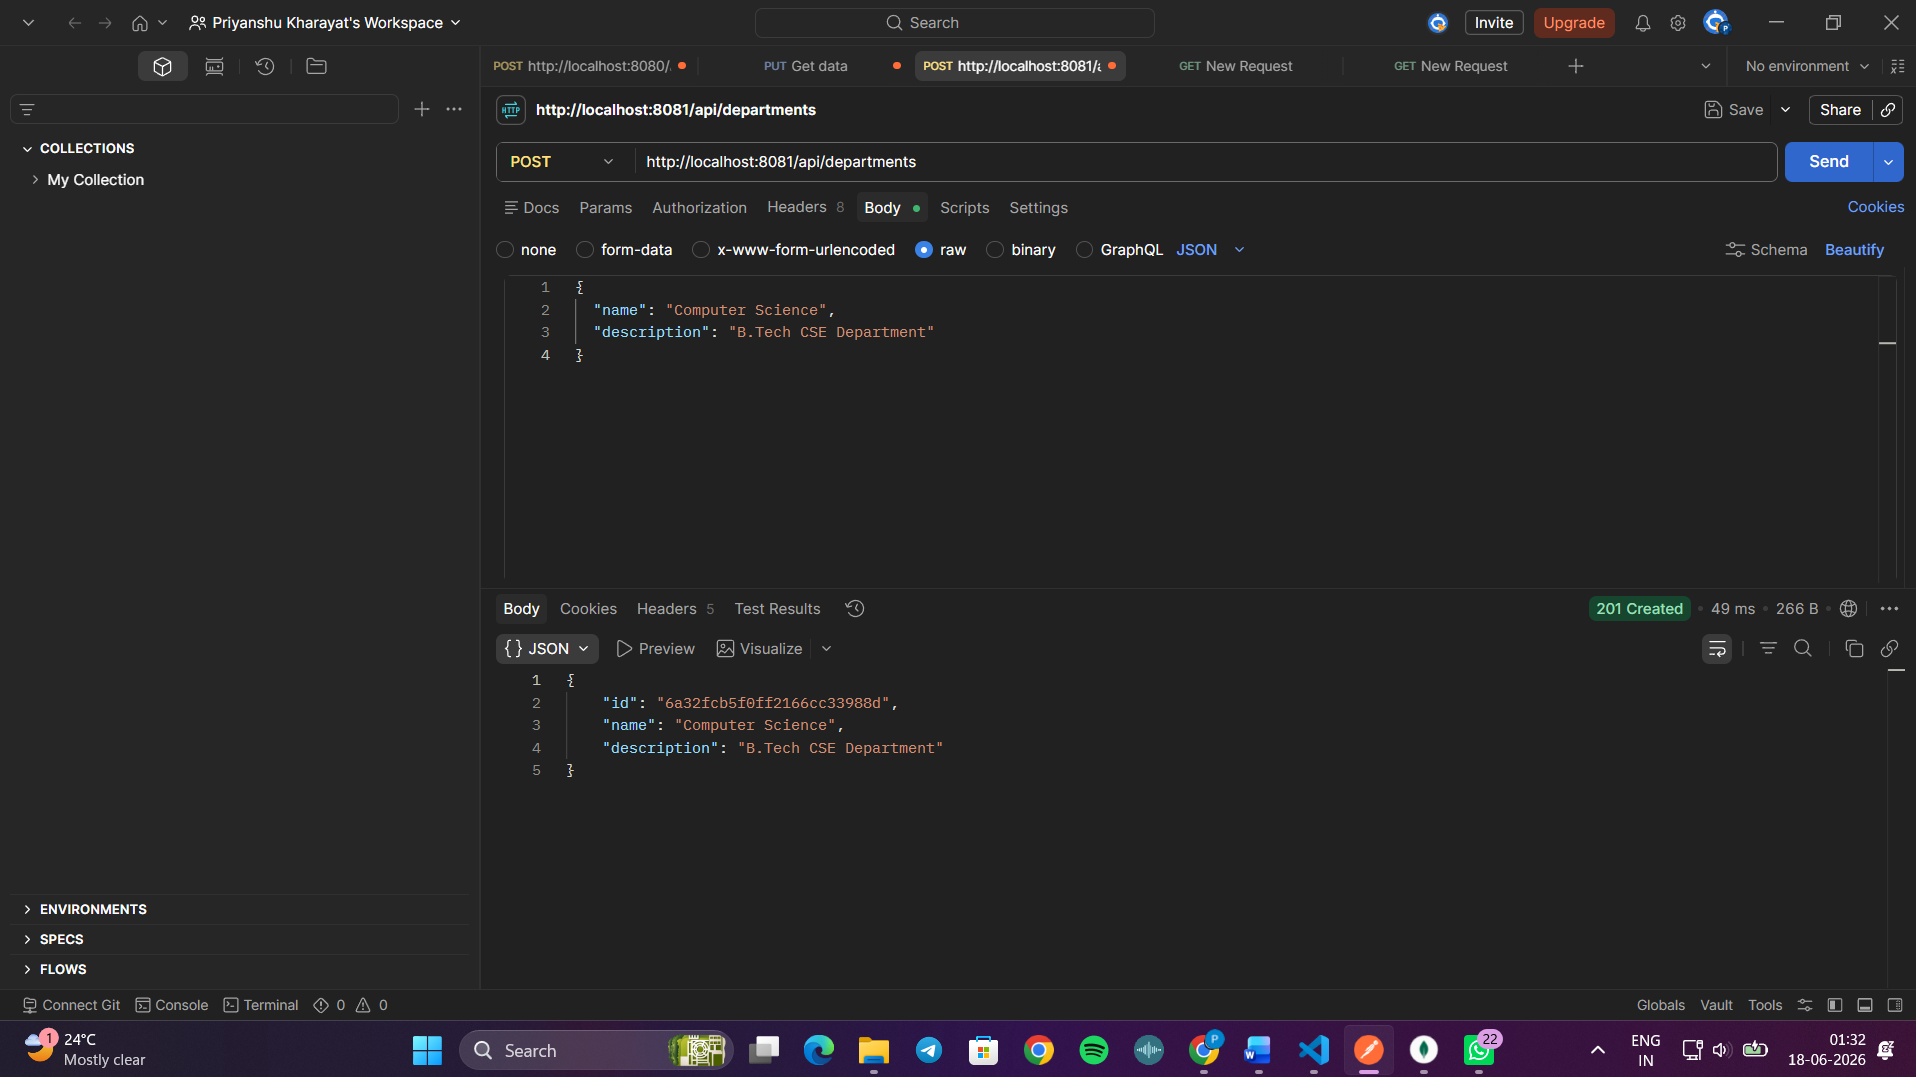 Priyanshu Kharayat's Workspace
Search
Invite
Upgrade
POST http://localhost:8080/.
PUT Get data
POST http://localhost:8081/a
GET New Request
GET New Request
No environment
HTTP http://localhost:8081/api/departments
Save
Share
COLLECTIONS
My Collection
POST
http://localhost:8081/api/departments
Send
Docs
Params
Authorization
Headers 8
Body
Scripts
Settings
Cookies
none
form-data
x-www-form-urlencoded
raw
binary
GraphQL
JSON
Schema
Beautify
1 {
2 "name": "Computer Science",
3 "description": "B.Tech CSE Department"
4 }
Body
Cookies
Headers 5
Test Results
201 Created
49 ms
266 B
{} JSON
Preview
Visualize
1 {
2 "id": "6a32fcb5f0ff2166cc33988d",
3 "name": "Computer Science",
4 "description": "B.Tech CSE Department"
5 }
ENVIRONMENTS
SPECS
FLOWS
Connect Git
Console
Terminal
0
0
Globals
Vault
Tools
1
24°C
Mostly clear
Search
P
W
22
ENG
IN
01:32
18-06-2026